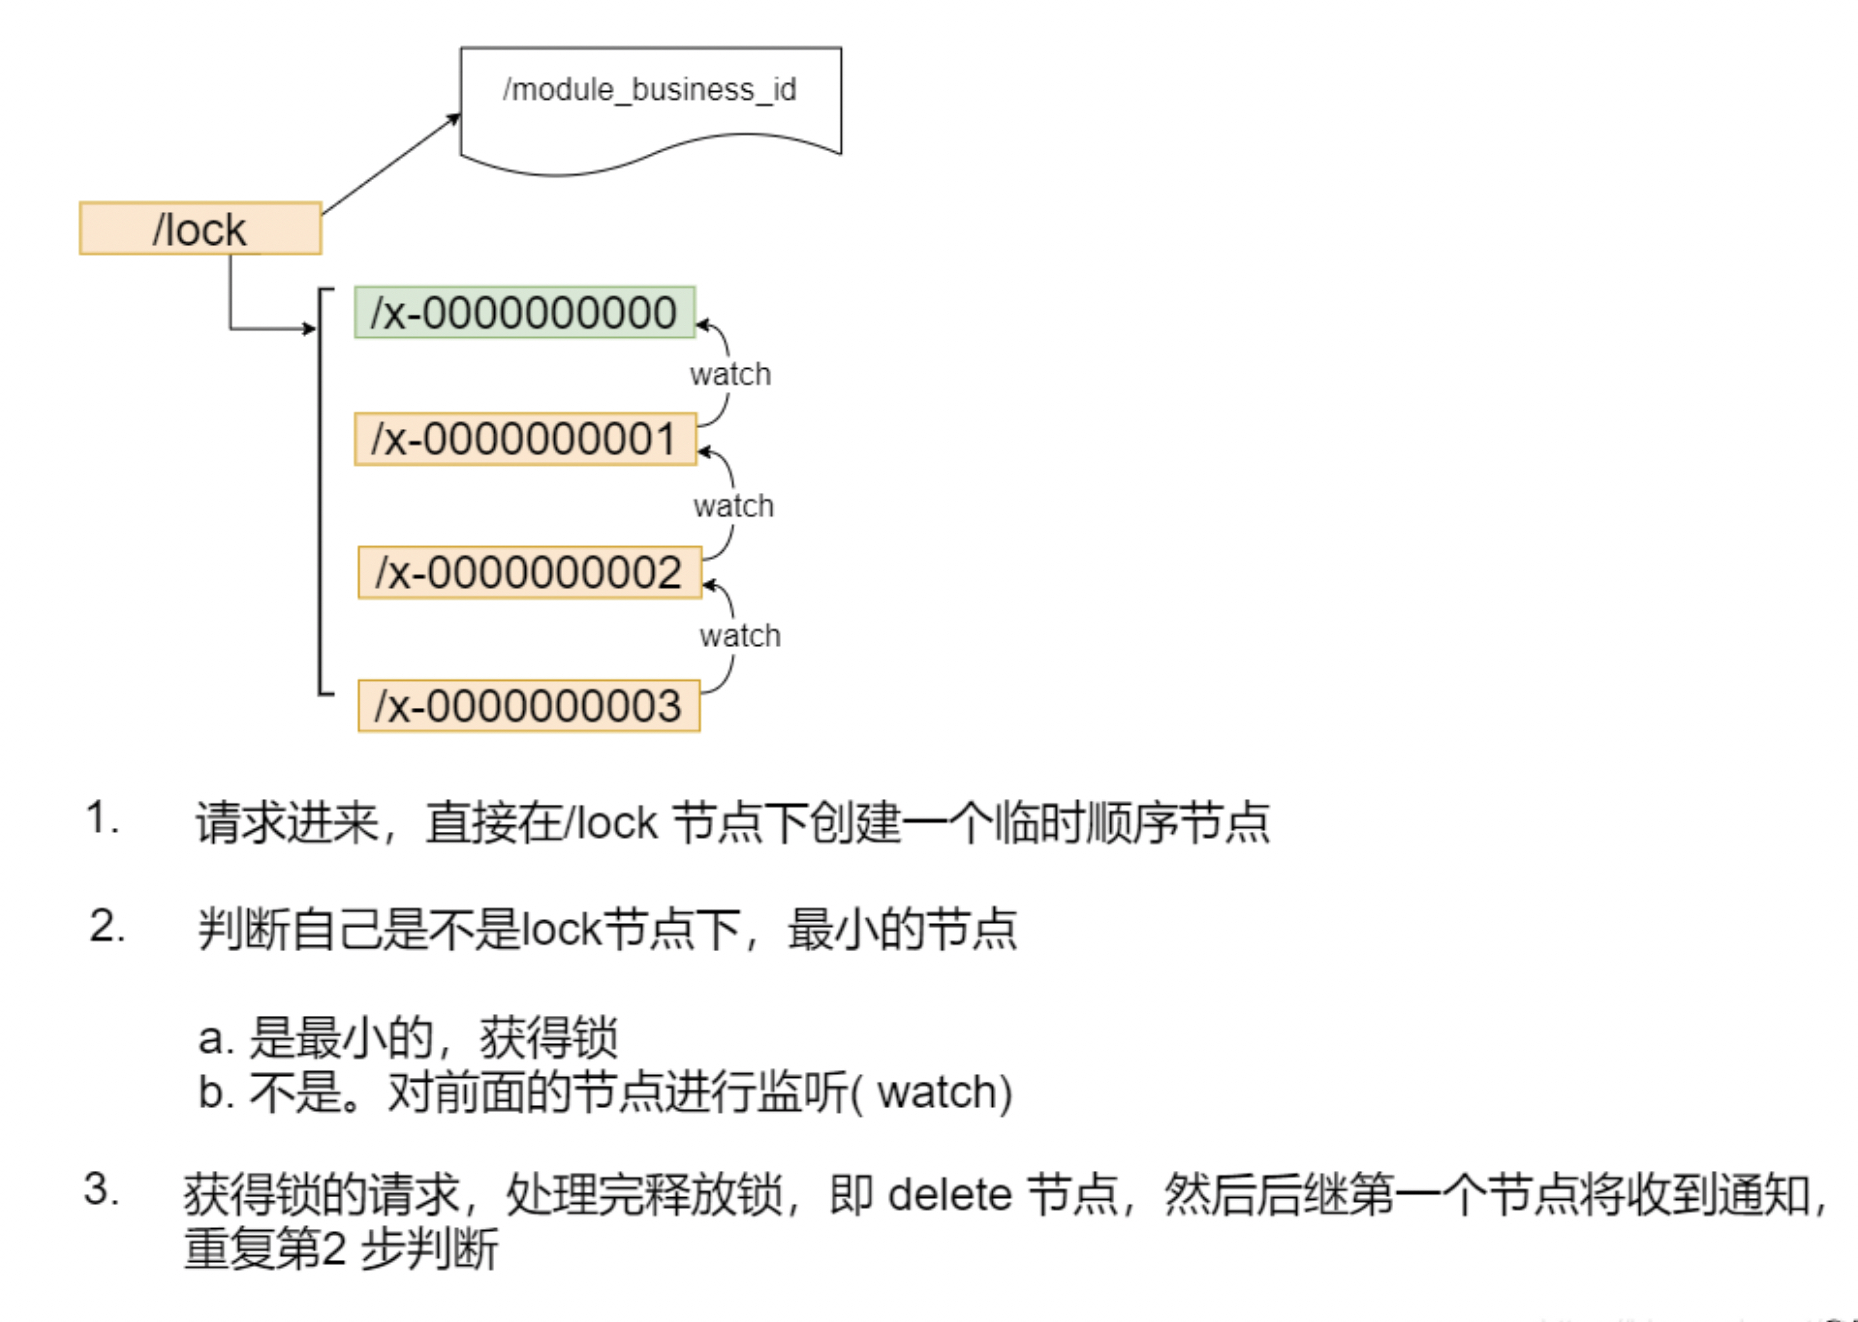 /module_business_id
/lock
/x-0000000000
watch
/x-0000000001
watch
/x-0000000002
watch
/x-0000000003
1. 请求进来，直接在/lock 节点下创建一个临时顺序节点
2. 判断自己是不是lock节点下，最小的节点
a. 是最小的，获得锁
b. 不是。对前面的节点进行监听( watch)
3. 获得锁的请求，处理完释放锁，即 delete 节点，然后后继第一个节点将收到通知，
重复第2 步判断